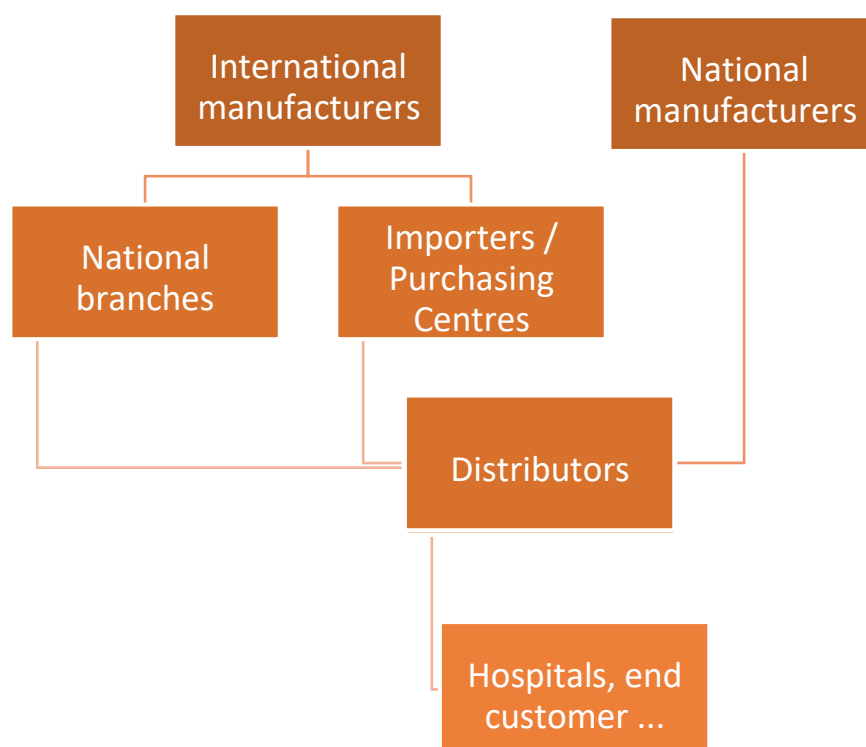 International
manufacturers
National
manufacturers
National
branches
Importers /
Purchasing
Centres
Distributors
Hospitals, end
customer ...